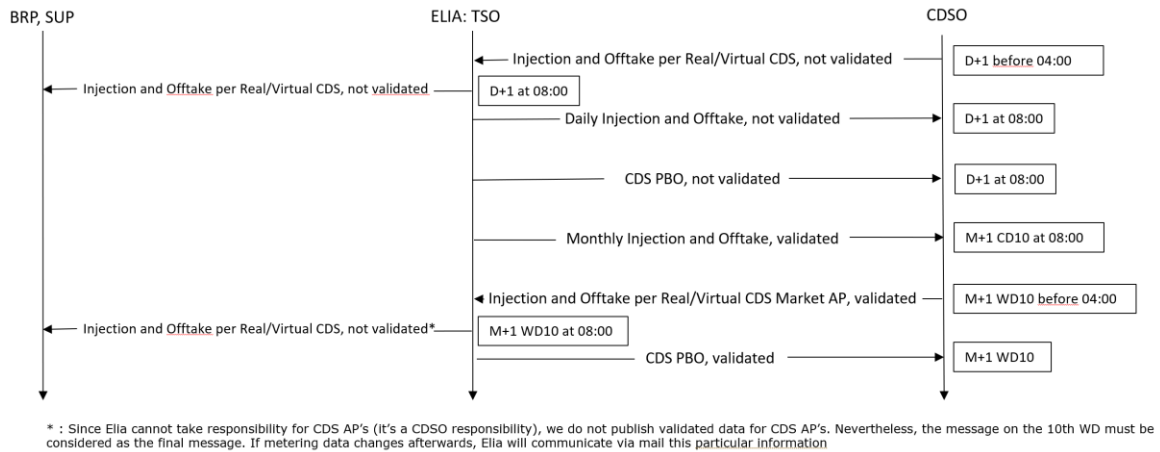 BRP, SUP
ELIA: TSO
CDSO
Injection and Offtake per Real/Virtual CDS, not validated
D+1 before 04:00
Injection and Offtake per Real/Virtual CDS, not validated
D+1 at 08:00
Daily Injection and Offtake, not validated
D+1 at 08:00
CDS PBO, not validated
D+1 at 08:00
Monthly Injection and Offtake, validated
M+1 CD10 at 08:00
Injection and Offtake per Real/Virtual CDS Market AP, validated
M+1 WD10 before 04:00
Injection and Offtake per Real/Virtual CDS, not validated*
M+1 WD10 at 08:00
CDS PBO, validated
M+1 WD10
* : Since Elia cannot take responsibility for CDS AP's (it's a CDSO responsibility), we do not publish validated data for CDS AP's. Nevertheless, the message on the 10th WD must be
considered as the final message. If metering data changes afterwards, Elia will communicate via mail this particular information